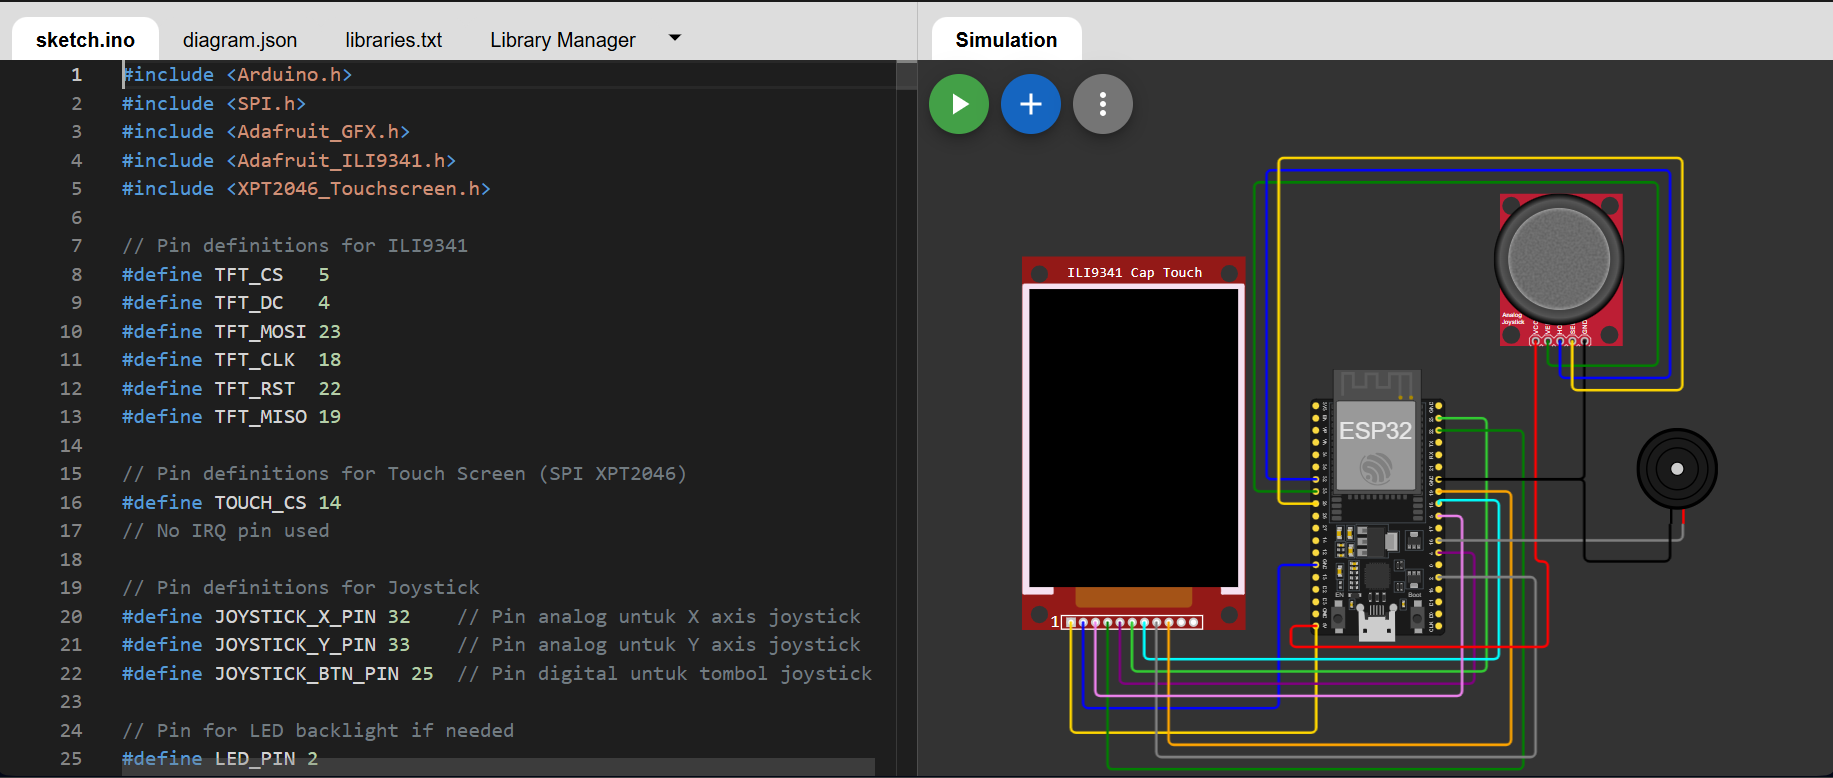 sketch.ino
diagram.json
libraries.txt
Library Manager
Simulation
1 #include <Arduino.h>
2 #include <SPI.h>
3 #include <Adafruit_GFX.h>
4 #include <Adafruit_ILI9341.h>
5 #include <XPT2046_Touchscreen.h>
6
7 // Pin definitions for ILI9341
8 #define TFT_CS   5
9 #define TFT_DC   4
10 #define TFT_MOSI 23
11 #define TFT_CLK  18
12 #define TFT_RST  22
13 #define TFT_MISO 19
14
15 // Pin definitions for Touch Screen (SPI XPT2046)
16 #define TOUCH_CS 14
17 // No IRQ pin used
18
19 // Pin definitions for Joystick
20 #define JOYSTICK_X_PIN 32    // Pin analog untuk X axis joystick
21 #define JOYSTICK_Y_PIN 33    // Pin analog untuk Y axis joystick
22 #define JOYSTICK_BTN_PIN 25  // Pin digital untuk tombol joystick
23
24 // Pin for LED backlight if needed
25 #define LED_PIN 2
ILI9341 Cap Touch
1
Analog
Joystick
ESP32
EN
Boot